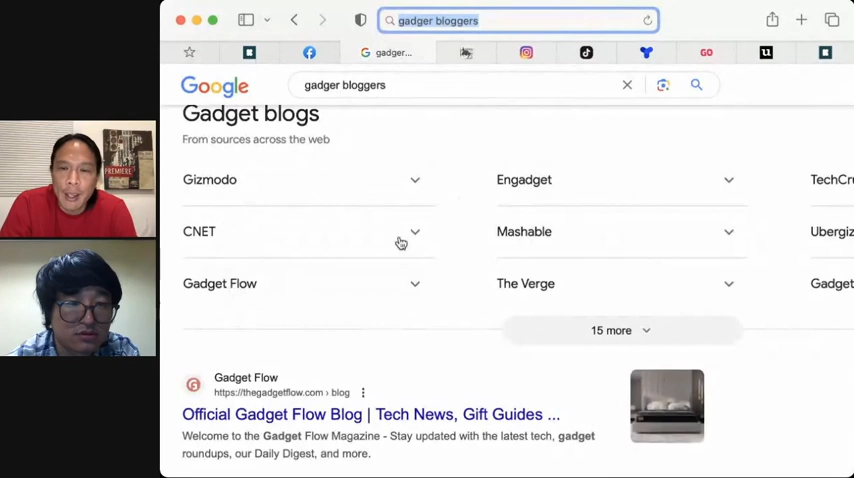 gadger bloggers
gadger...
GO
Google
gadger bloggers
Gadget blogs
From sources across the web
Gizmodo
Engadget
TechCru
CNET
Mashable
Ubergiz
Gadget Flow
The Verge
Gadget
15 more
Gadget Flow
https://thegadgetflow.com › blog
Official Gadget Flow Blog | Tech News, Gift Guides ...
Welcome to the Gadget Flow Magazine - Stay updated with the latest tech, gadget
roundups, our Daily Digest, and more.
PREMIERE